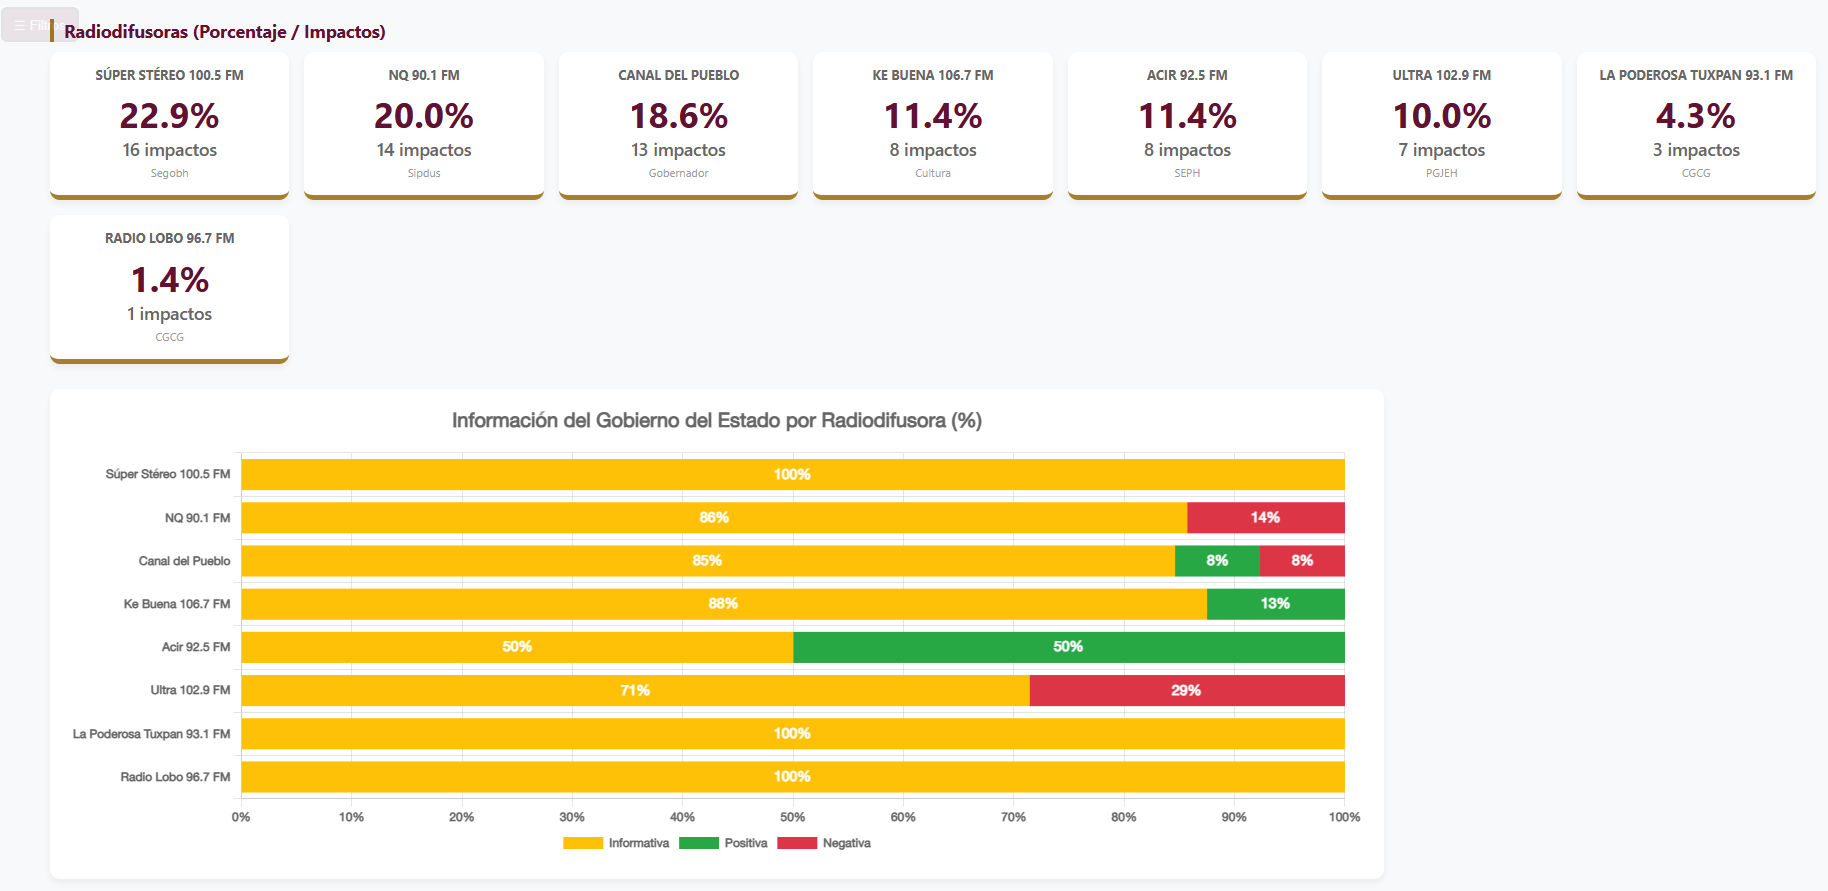 ☰ Filtros
Radiodifusoras (Porcentaje / Impactos)
SÚPER STÉREO 100.5 FM
22.9%
16 impactos
Segobh
NQ 90.1 FM
20.0%
14 impactos
Sipdus
CANAL DEL PUEBLO
18.6%
13 impactos
Gobernador
KE BUENA 106.7 FM
11.4%
8 impactos
Cultura
ACIR 92.5 FM
11.4%
8 impactos
SEPH
ULTRA 102.9 FM
10.0%
7 impactos
PGJEH
LA PODEROSA TUXPAN 93.1 FM
4.3%
3 impactos
CGCG
RADIO LOBO 96.7 FM
1.4%
1 impactos
CGCG
Información del Gobierno del Estado por Radiodifusora (%)
Súper Stéreo 100.5 FM 100%
NQ 90.1 FM 86% 14%
Canal del Pueblo 85% 8% 8%
Ke Buena 106.7 FM 88% 13%
Acir 92.5 FM 50% 50%
Ultra 102.9 FM 71% 29%
La Poderosa Tuxpan 93.1 FM 100%
Radio Lobo 96.7 FM 100%
0% 10% 20% 30% 40% 50% 60% 70% 80% 90% 100%
Informativa Positiva Negativa